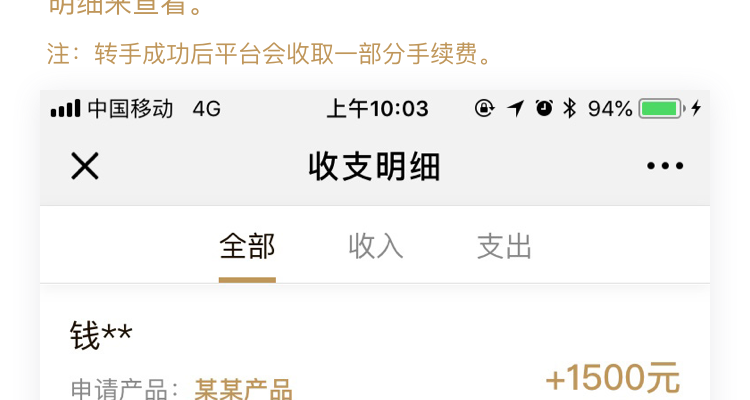 明细来查看。
注：转手成功后平台会收取一部分手续费。
中国移动 4G 上午10:03 94%
收支明细
全部 收入 支出
钱**
申请产品：某某产品 +1500元